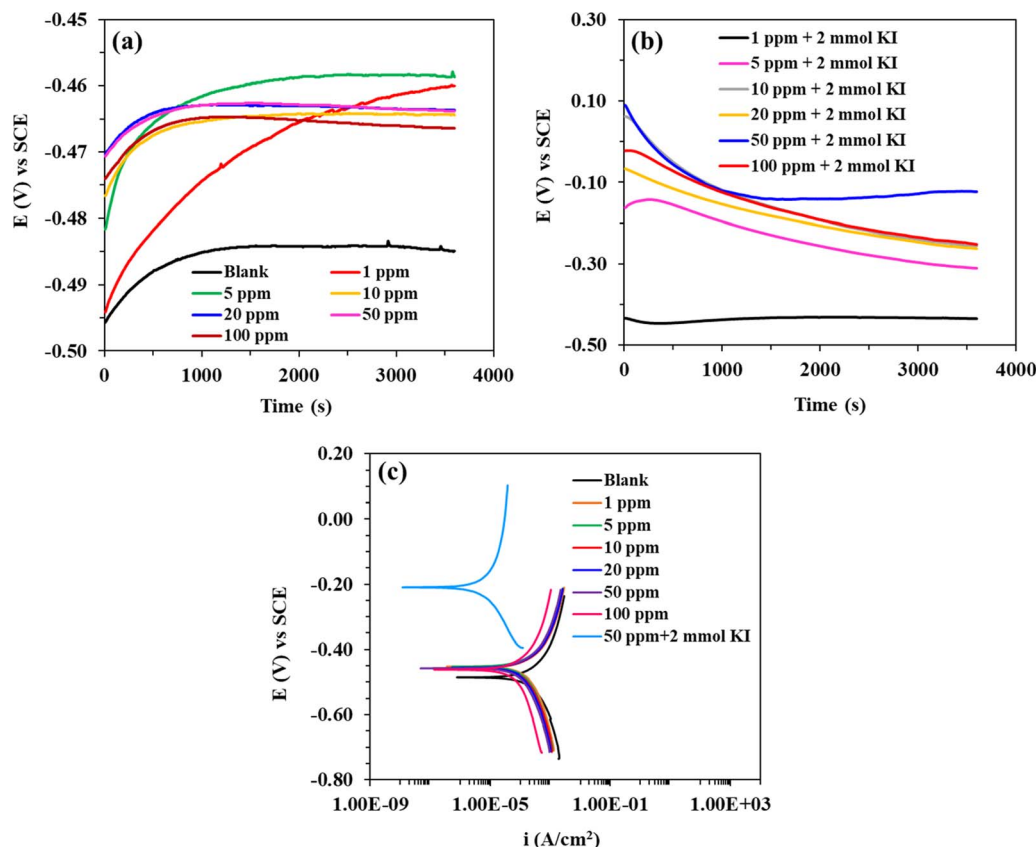 (a)
-0.45
-0.46
-0.47
-0.48
-0.49
-0.50
E (V) vs SCE
Blank
1 ppm
5 ppm
10 ppm
20 ppm
50 ppm
100 ppm
0 1000 2000 3000 4000
Time (s)
(b)
1 ppm + 2 mmol KI
5 ppm + 2 mmol KI
10 ppm + 2 mmol KI
20 ppm + 2 mmol KI
50 ppm + 2 mmol KI
100 ppm + 2 mmol KI
0.10
-0.10
-0.30
-0.50
E (V) vs SCE
0 1000 2000 3000 4000
Time (s)
(c)
0.20
0.00
-0.20
-0.40
-0.60
-0.80
E (V) vs SCE
Blank
1 ppm
5 ppm
10 ppm
20 ppm
50 ppm
100 ppm
50 ppm+2 mmol KI
1.00E-09 1.00E-05 1.00E-01 1.00E+03
i (A/cm²)